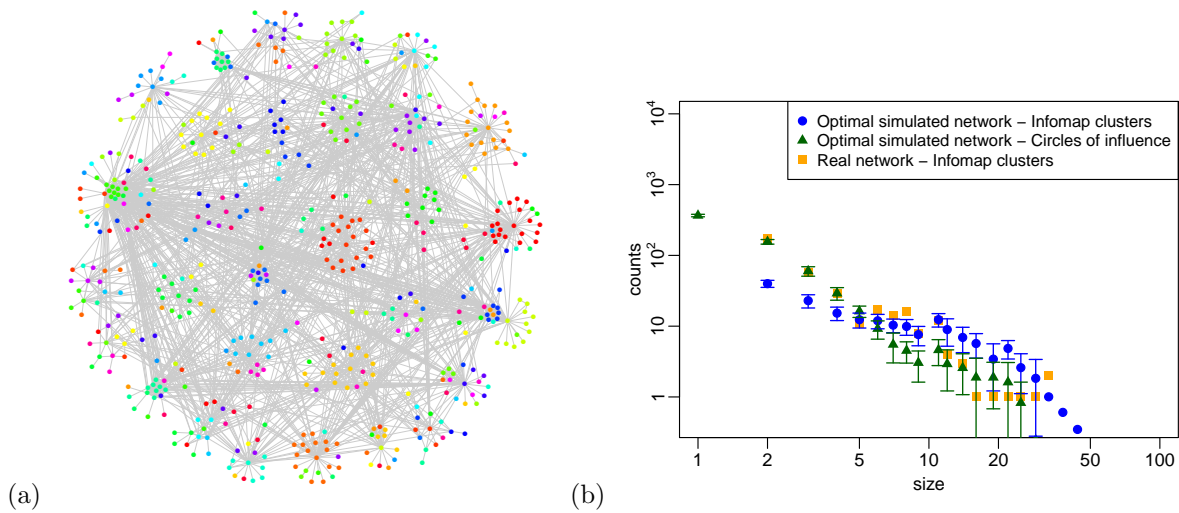 Optimal simulated network – Infomap clusters
Optimal simulated network – Circles of influence
Real network – Infomap clusters
counts
10^4
10^3
10^2
10
1
1 2 5 10 20 50 100
size
(a)
(b)